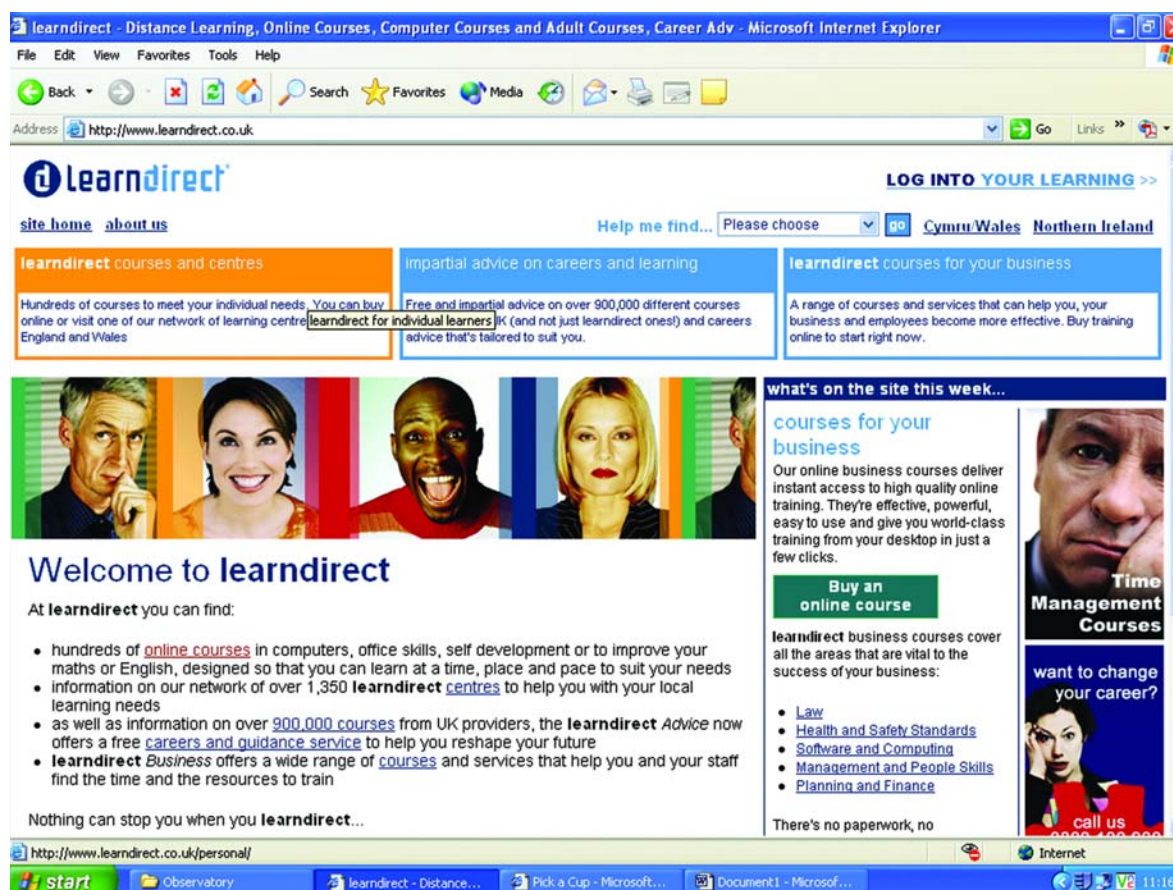 learndirect - Distance Learning, Online Courses, Computer Courses and Adult Courses, Career Adv - Microsoft Internet Explorer
File Edit View Favorites Tools Help
Back Search Favorites Media
Address http://www.learndirect.co.uk Go Links »
learndirect
LOG INTO YOUR LEARNING >>
site home about us
Help me find... Please choose go Cymru/Wales Northern Ireland
learndirect courses and centres
Hundreds of courses to meet your individual needs. You can buy
online or visit one of our network of learning centre
England and Wales
learndirect for individual learners
impartial advice on careers and learning
Free and impartial advice on over 900,000 different courses
K (and not just learndirect ones!) and careers
advice that's tailored to suit you.
learndirect courses for your business
A range of courses and services that can help you, your
business and employees become more effective. Buy training
online to start right now.
Welcome to learndirect
At learndirect you can find:
• hundreds of online courses in computers, office skills, self development or to improve your
maths or English, designed so that you can learn at a time, place and pace to suit your needs
• information on our network of over 1,350 learndirect centres to help you with your local
learning needs
• as well as information on over 900,000 courses from UK providers, the learndirect Advice now
offers a free careers and guidance service to help you reshape your future
• learndirect Business offers a wide range of courses and services that help you and your staff
find the time and the resources to train
Nothing can stop you when you learndirect...
what's on the site this week...
courses for your
business
Our online business courses deliver
instant access to high quality online
training. They're effective, powerful,
easy to use and give you world-class
training from your desktop in just a
few clicks.
Buy an
online course
learndirect business courses cover
all the areas that are vital to the
success of your business:
• Law
• Health and Safety Standards
• Software and Computing
• Management and People Skills
• Planning and Finance
There's no paperwork, no
Time
Management
Courses
want to change
your career?
call us
http://www.learndirect.co.uk/personal/ Internet
start Observatory learndirect - Distance... Pick a Cup - Microsoft... Document1 - Microsof... 11:16